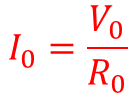 I₀ = V₀ / R₀